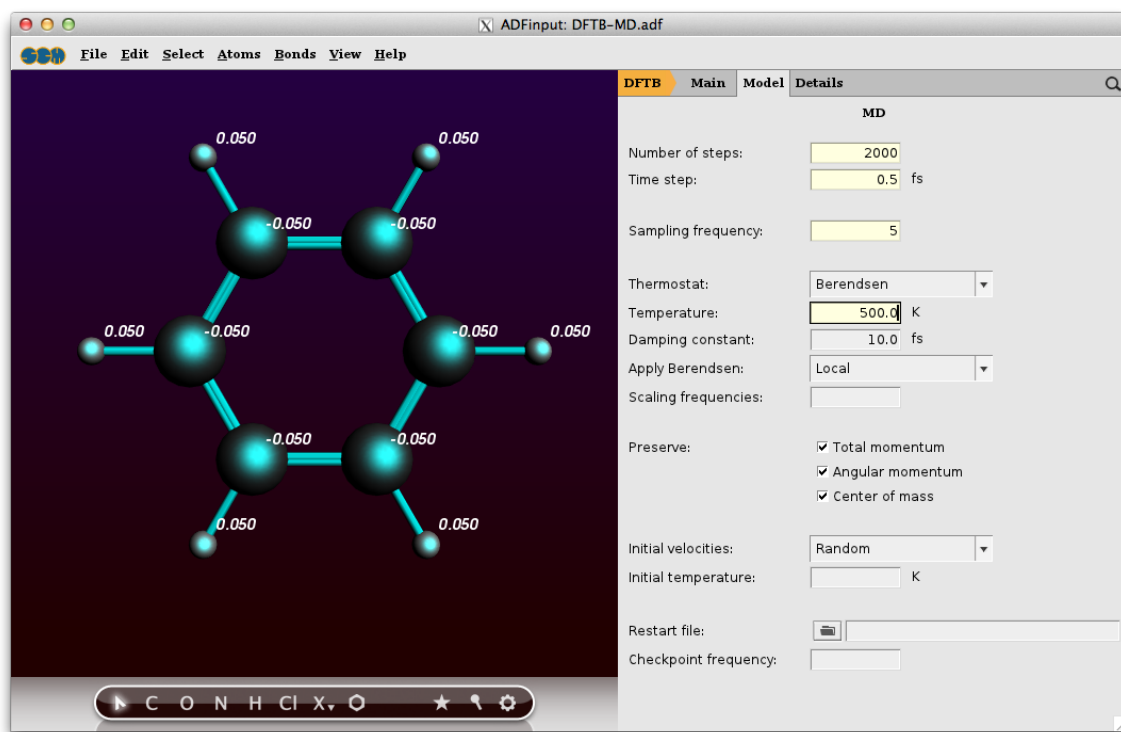 X ADFinput: DFTB-MD.adf
SCM File Edit Select Atoms Bonds View Help
DFTB Main Model Details
MD
Number of steps: 2000
Time step: 0.5 fs
Sampling frequency: 5
Thermostat: Berendsen
Temperature: 500.0 K
Damping constant: 10.0 fs
Apply Berendsen: Local
Scaling frequencies:
Preserve: Total momentum
Angular momentum
Center of mass
Initial velocities: Random
Initial temperature: K
Restart file:
Checkpoint frequency:
0.050 0.050
-0.050 -0.050
0.050 -0.050 -0.050 0.050
-0.050 -0.050
0.050 0.050
C O N H Cl X